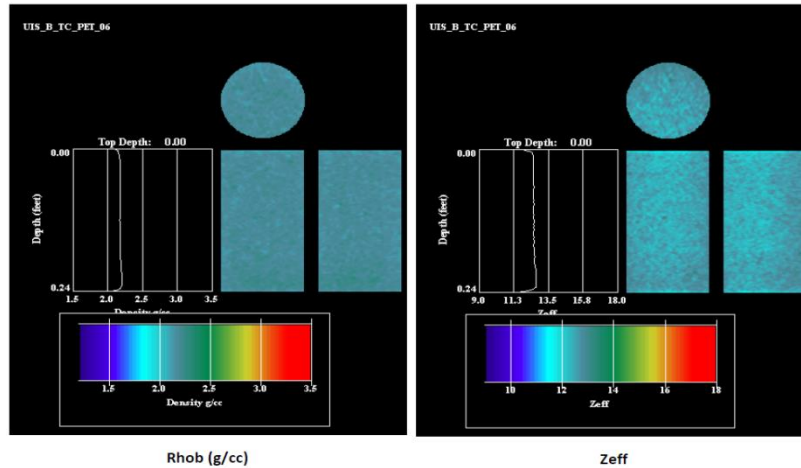 UIS_B_TC_PET_06
Top Depth: 0.00
0.00
Depth (feet)
0.24
1.5 2.0 2.5 3.0 3.5
Density g/cc
1.5 2.0 2.5 3.0 3.5
Density g/cc
Rhob (g/cc)
UIS_B_TC_PET_06
Top Depth: 0.00
0.00
Depth (feet)
0.24
9.0 11.3 13.5 15.8 18.0
Zeff
10 12 14 16 18
Zeff
Zeff